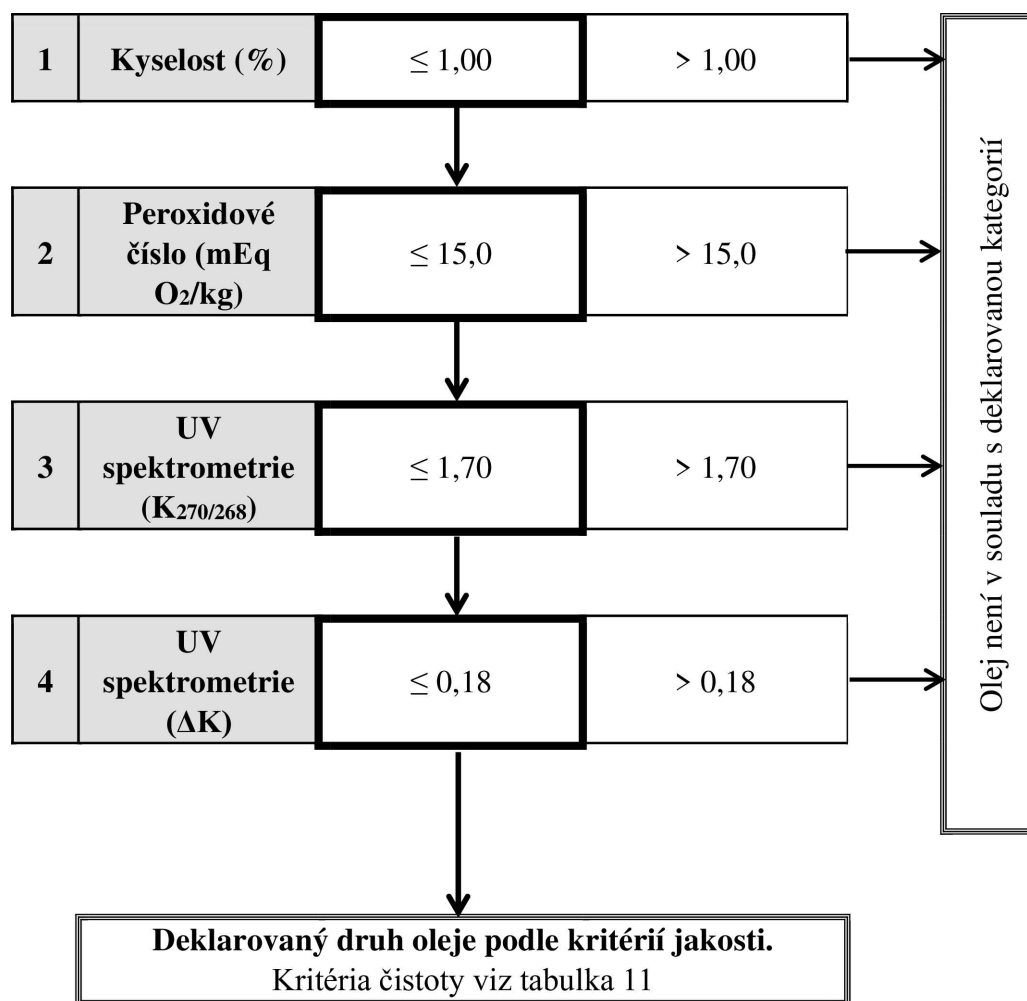 1 Kyselost (%) ≤ 1,00 > 1,00
2 Peroxidové číslo (mEq O₂/kg) ≤ 15,0 > 15,0
3 UV spektrometrie (K₂₇₀/₂₆₈) ≤ 1,70 > 1,70
4 UV spektrometrie (ΔK) ≤ 0,18 > 0,18
Olej není v souladu s deklarovanou kategorií
Deklarovaný druh oleje podle kritérií jakosti.
Kritéria čistoty viz tabulka 11